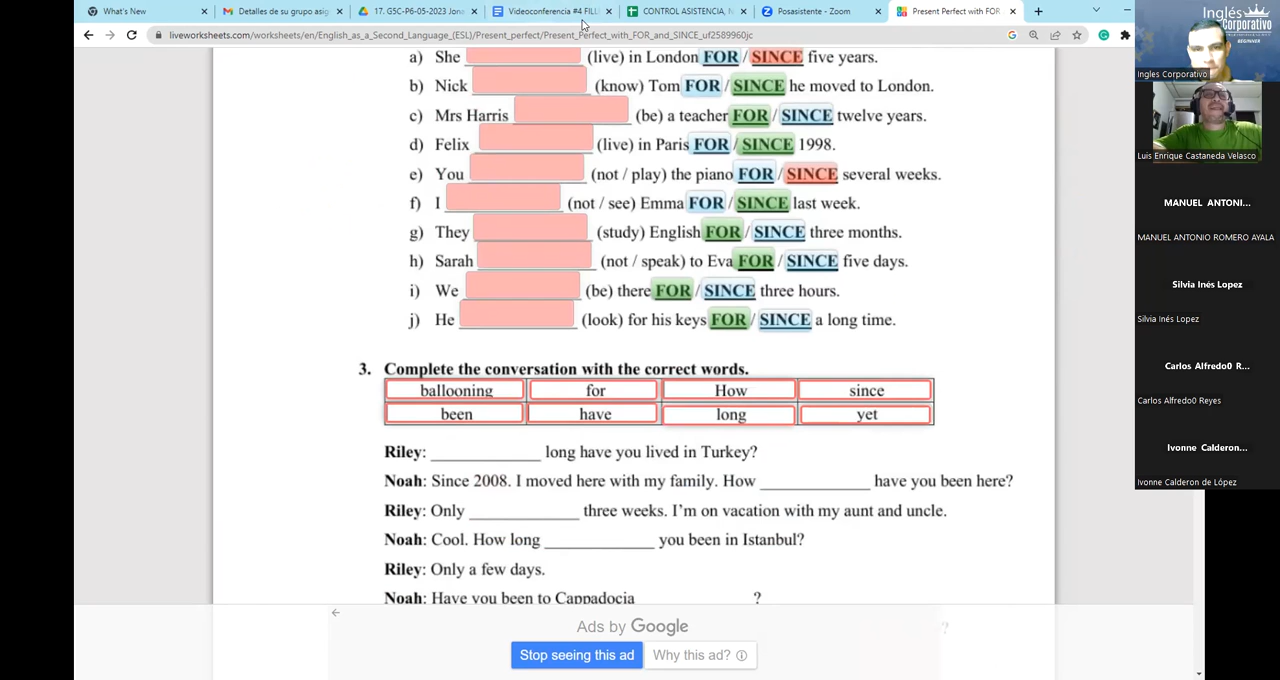 What's New
Detalles de su grupo asig
17. G5C-P6-05-2023 Jona
Videoconferencia #4 FILL
CONTROL ASISTENCIA, M
Posasistente - Zoom
Present Perfect with FOR
liveworksheets.com/worksheets/en/English_as_a_Second_Language_(ESL)/Present_perfect/Present_Perfect_with_FOR_and_SINCE_uf2589960jc
Inglés
Corporativo
BEGINNER
Ingles Corporativo
Luis Enrique Castaneda Velasco
MANUEL ANTONI...
MANUEL ANTONIO ROMERO AYALA
Silvia Inés Lopez
Silvia Inés Lopez
Carlos Alfredo0 R...
Carlos Alfredo0 Reyes
Ivonne Calderon...
Ivonne Calderon de López
a) She (live) in London FOR / SINCE five years.
b) Nick (know) Tom FOR / SINCE he moved to London.
c) Mrs Harris (be) a teacher FOR / SINCE twelve years.
d) Felix (live) in Paris FOR / SINCE 1998.
e) You (not / play) the piano FOR / SINCE several weeks.
f) I (not / see) Emma FOR / SINCE last week.
g) They (study) English FOR / SINCE three months.
h) Sarah (not / speak) to Eva FOR / SINCE five days.
i) We (be) there FOR / SINCE three hours.
j) He (look) for his keys FOR / SINCE a long time.
3. Complete the conversation with the correct words.
ballooning for How since
been have long yet
Riley: ____________ long have you lived in Turkey?
Noah: Since 2008. I moved here with my family. How ____________ have you been here?
Riley: Only ____________ three weeks. I'm on vacation with my aunt and uncle.
Noah: Cool. How long ____________ you been in Istanbul?
Riley: Only a few days.
Noah: Have you been to Cappadocia ____________ ?
Ads by Google
Stop seeing this ad
Why this ad?